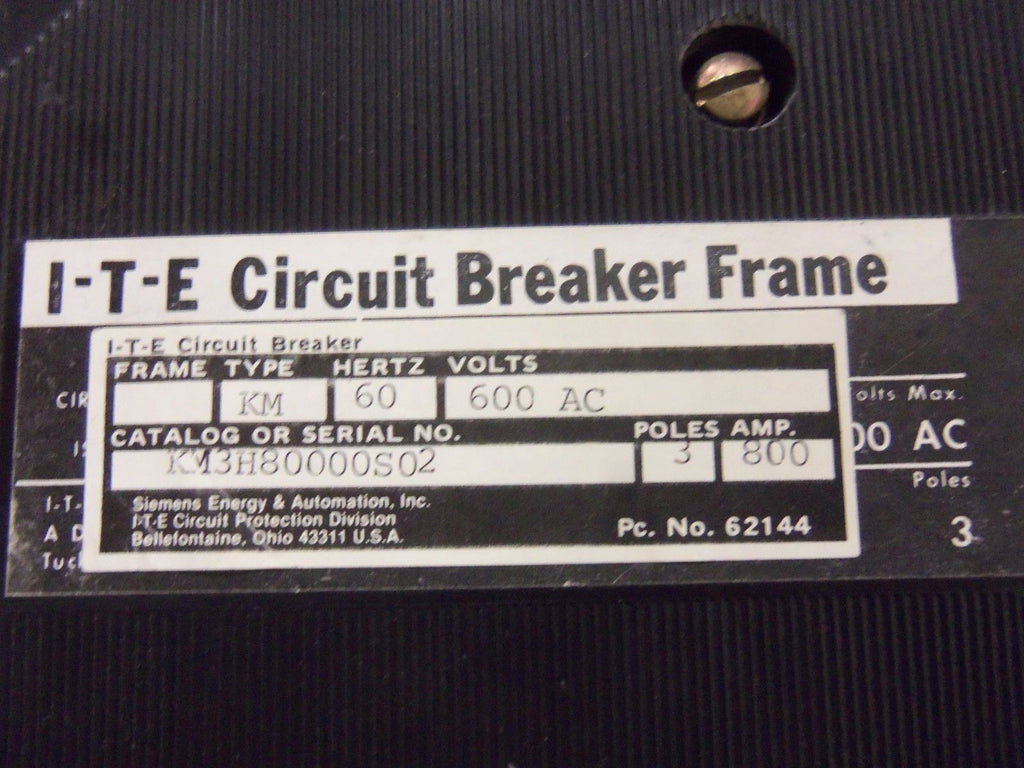 I-T-E Circuit Breaker Frame
I-T-E Circuit Breaker
FRAME TYPE HERTZ VOLTS
KM 60 600 AC
CATALOG OR SERIAL NO. POLES AMP.
KM3H80000S02 3 800
Siemens Energy & Automation, Inc.
I-T-E Circuit Protection Division
Bellefontaine, Ohio 43311 U.S.A.
Pc. No. 62144
Max.
AC
Poles
3
I-T-
A